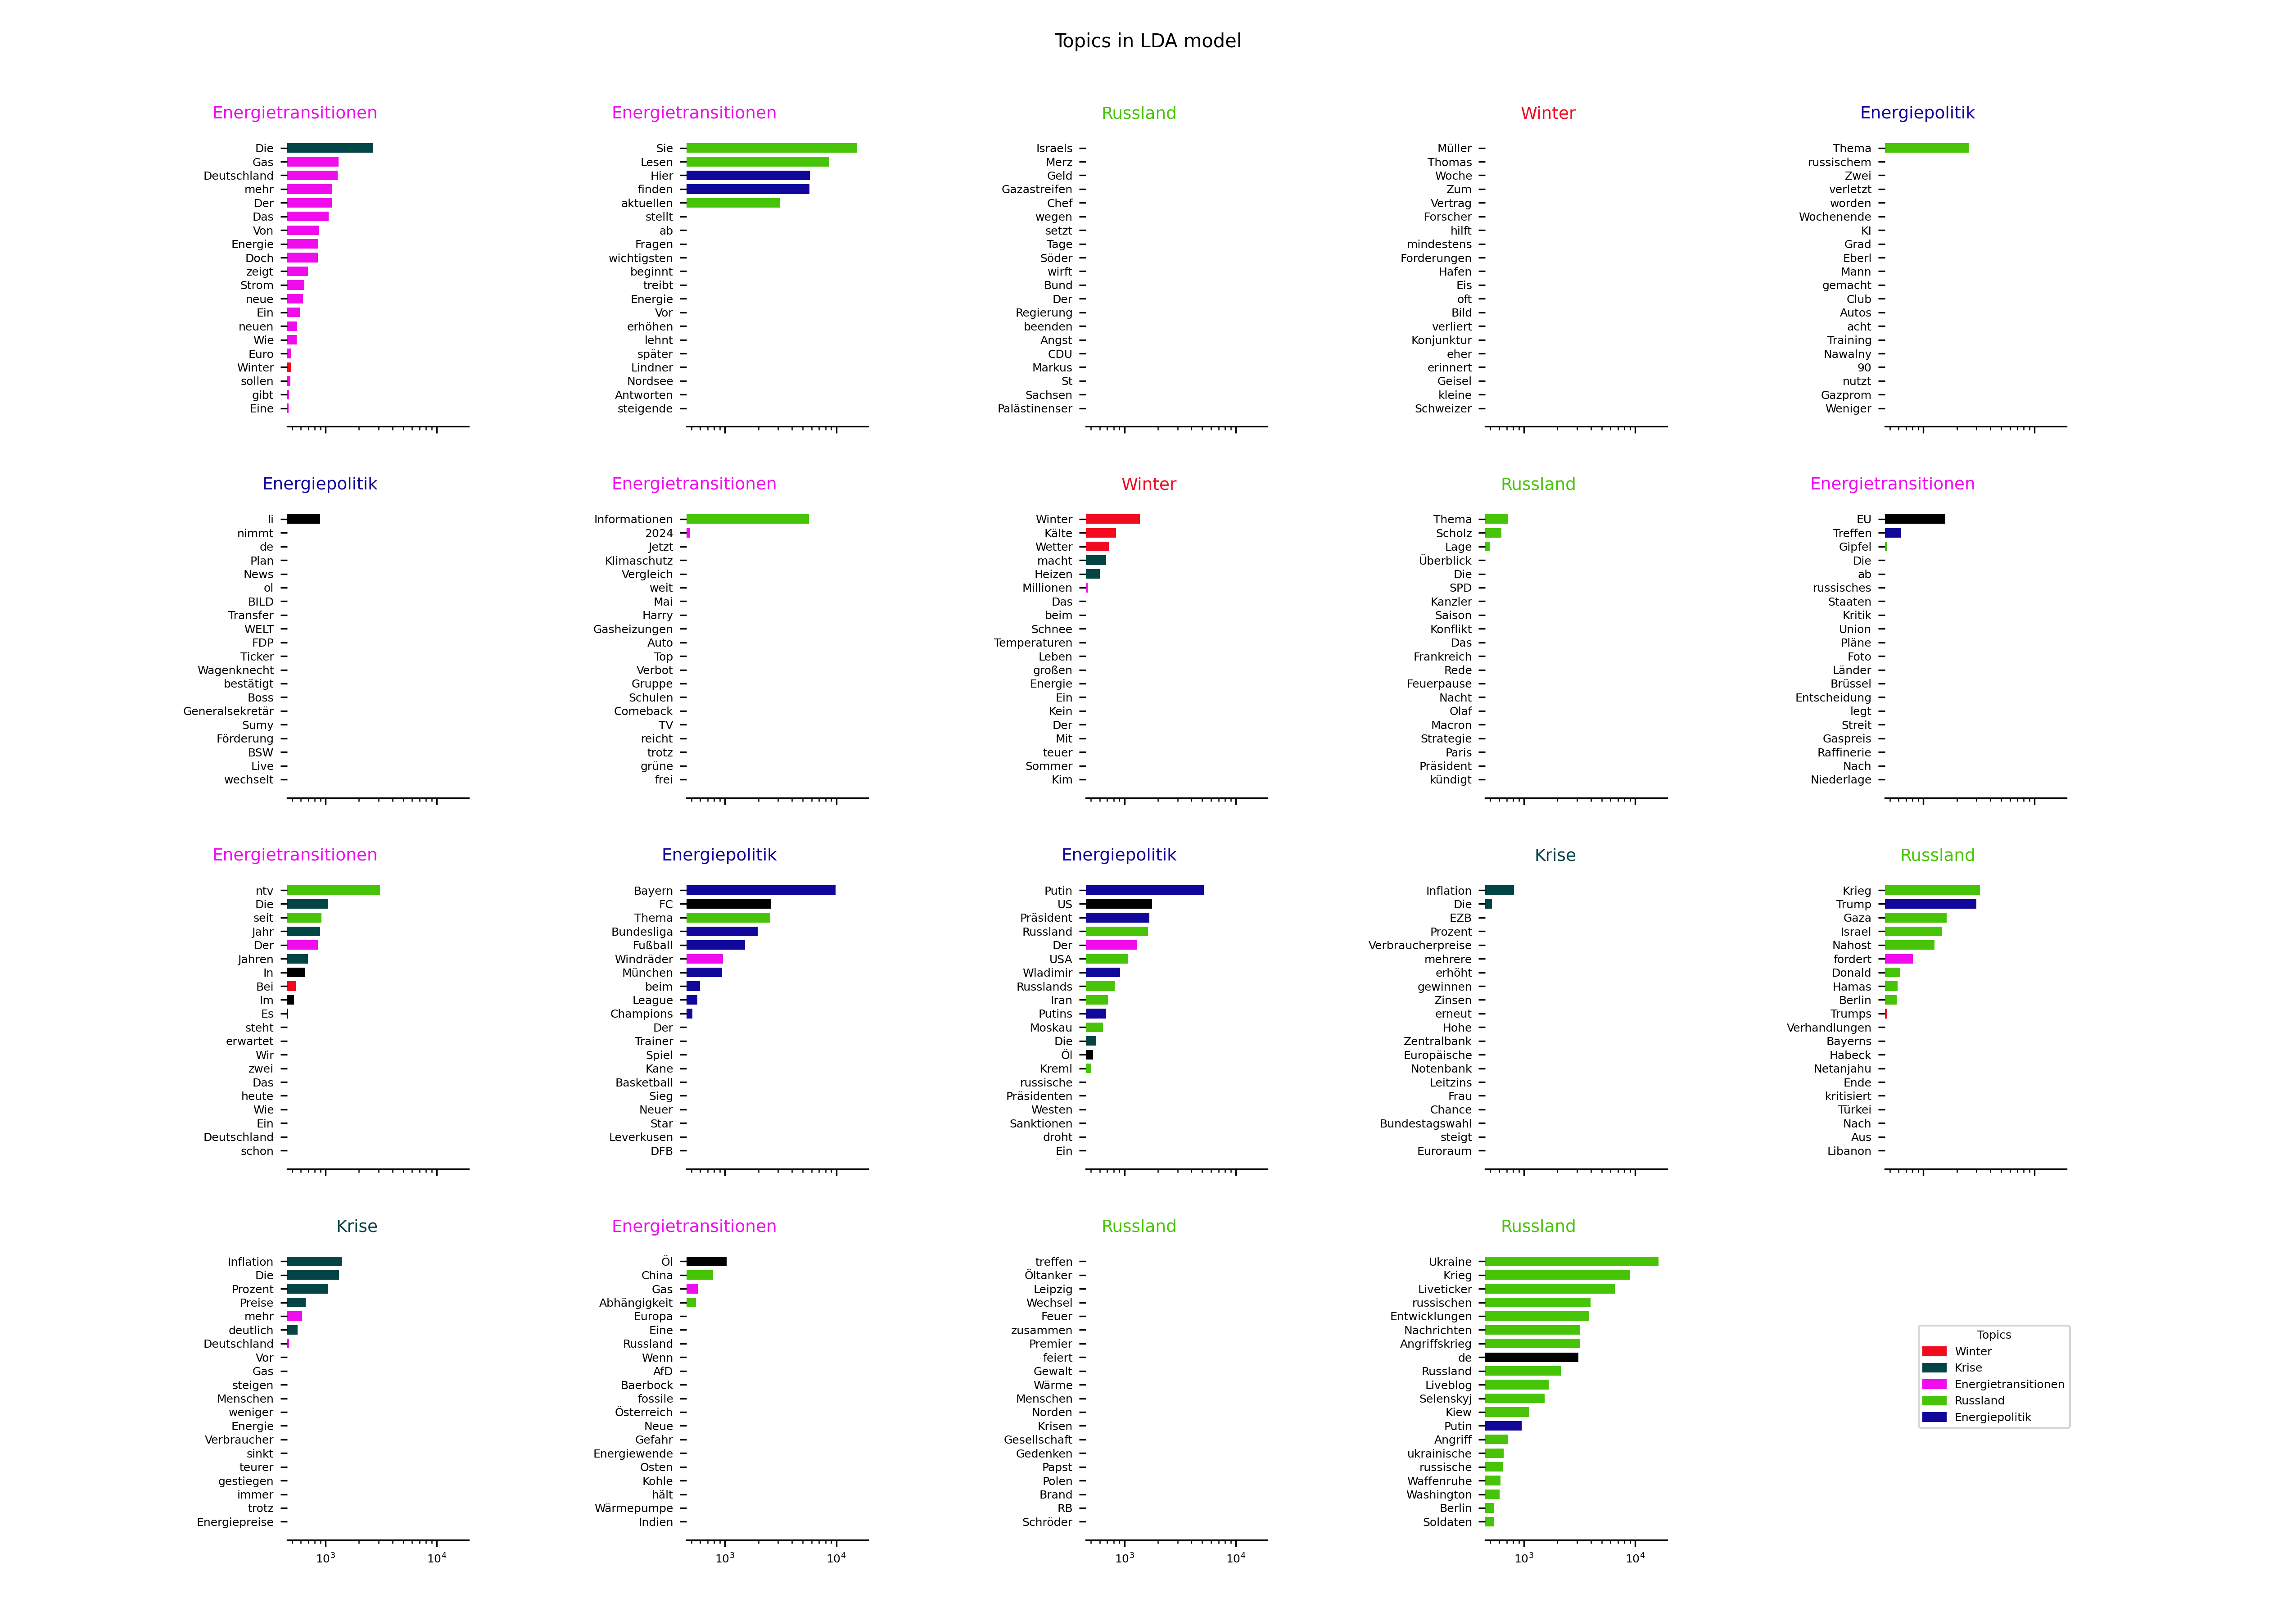 Topics in LDA model
Energietransitionen
Die
Gas
Deutschland
mehr
Der
Das
Von
Energie
Doch
zeigt
Strom
neue
Ein
neuen
Wie
Euro
Winter
sollen
gibt
Eine
Energietransitionen
Sie
Lesen
Hier
finden
aktuellen
stellt
ab
Fragen
wichtigsten
beginnt
treibt
Energie
Vor
erhöhen
lehnt
später
Lindner
Nordsee
Antworten
steigende
Russland
Israels
Merz
Geld
Gazastreifen
Chef
wegen
setzt
Tage
Söder
wirft
Bund
Der
Regierung
beenden
Angst
CDU
Markus
St
Sachsen
Palästinenser
Winter
Müller
Thomas
Woche
Zum
Vertrag
Forscher
hilft
mindestens
Forderungen
Hafen
Eis
oft
Bild
verliert
Konjunktur
eher
erinnert
Geisel
kleine
Schweizer
Energiepolitik
Thema
russischem
Zwei
verletzt
worden
Wochenende
KI
Grad
Eberl
Mann
gemacht
Club
Autos
acht
Training
Nawalny
90
nutzt
Gazprom
Weniger
Energiepolitik
li
nimmt
de
Plan
News
ol
BILD
Transfer
WELT
FDP
Ticker
Wagenknecht
bestätigt
Boss
Generalsekretär
Sumy
Förderung
BSW
Live
wechselt
Energietransitionen
Informationen
2024
Jetzt
Klimaschutz
Vergleich
weit
Mai
Harry
Gasheizungen
Auto
Top
Verbot
Gruppe
Schulen
Comeback
TV
reicht
trotz
grüne
frei
Winter
Winter
Kälte
Wetter
macht
Heizen
Millionen
Das
beim
Schnee
Temperaturen
Leben
großen
Energie
Ein
Kein
Der
Mit
teuer
Sommer
Kim
Russland
Thema
Scholz
Lage
Überblick
Die
SPD
Kanzler
Saison
Konflikt
Das
Frankreich
Rede
Feuerpause
Nacht
Olaf
Macron
Strategie
Paris
Präsident
kündigt
Energietransitionen
EU
Treffen
Gipfel
Die
ab
russisches
Staaten
Kritik
Union
Pläne
Foto
Länder
Brüssel
Entscheidung
legt
Streit
Gaspreis
Raffinerie
Nach
Niederlage
Energietransitionen
ntv
Die
seit
Jahr
Der
Jahren
In
Bei
Im
Es
steht
erwartet
Wir
zwei
Das
heute
Wie
Ein
Deutschland
schon
Energiepolitik
Bayern
FC
Thema
Bundesliga
Fußball
Windräder
München
beim
League
Champions
Der
Trainer
Spiel
Kane
Basketball
Sieg
Neuer
Star
Leverkusen
DFB
Energiepolitik
Putin
US
Präsident
Russland
Der
USA
Wladimir
Russlands
Iran
Putins
Moskau
Die
Öl
Kreml
russische
Präsidenten
Westen
Sanktionen
droht
Ein
Krise
Inflation
Die
EZB
Prozent
Verbraucherpreise
mehrere
erhöht
gewinnen
Zinsen
erneut
Hohe
Zentralbank
Europäische
Notenbank
Leitzins
Frau
Chance
Bundestagswahl
steigt
Euroraum
Russland
Krieg
Trump
Gaza
Israel
Nahost
fordert
Donald
Hamas
Berlin
Trumps
Verhandlungen
Bayerns
Habeck
Netanjahu
Ende
kritisiert
Türkei
Nach
Aus
Libanon
Krise
Inflation
Die
Prozent
Preise
mehr
deutlich
Deutschland
Vor
Gas
steigen
Menschen
weniger
Energie
Verbraucher
sinkt
teurer
gestiegen
immer
trotz
Energiepreise
10³ 10⁴
Energietransitionen
Öl
China
Gas
Abhängigkeit
Europa
Eine
Russland
Wenn
AfD
Baerbock
fossile
Österreich
Neue
Gefahr
Energiewende
Osten
Kohle
hält
Wärmepumpe
Indien
10³ 10⁴
Russland
treffen
Öltanker
Leipzig
Wechsel
Feuer
zusammen
Premier
feiert
Gewalt
Wärme
Menschen
Norden
Krisen
Gesellschaft
Gedenken
Papst
Polen
Brand
RB
Schröder
10³ 10⁴
Russland
Ukraine
Krieg
Liveticker
russischen
Entwicklungen
Nachrichten
Angriffskrieg
de
Russland
Liveblog
Selenskyj
Kiew
Putin
Angriff
ukrainische
russische
Waffenruhe
Washington
Berlin
Soldaten
10³ 10⁴
Topics
Winter
Krise
Energietransitionen
Russland
Energiepolitik